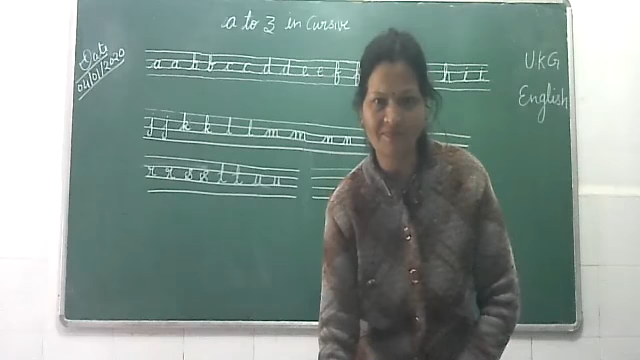 a to z in cursive
Date
04/01/2020
UKG
English
a a b b c c d d e e f f h i i
j j k k l l m m n n
r r s s t t u u